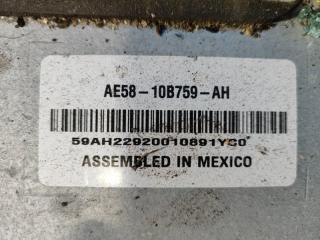 AE58-10B759-AH
59AH22920010891YC0
ASSEMBLED IN MEXICO